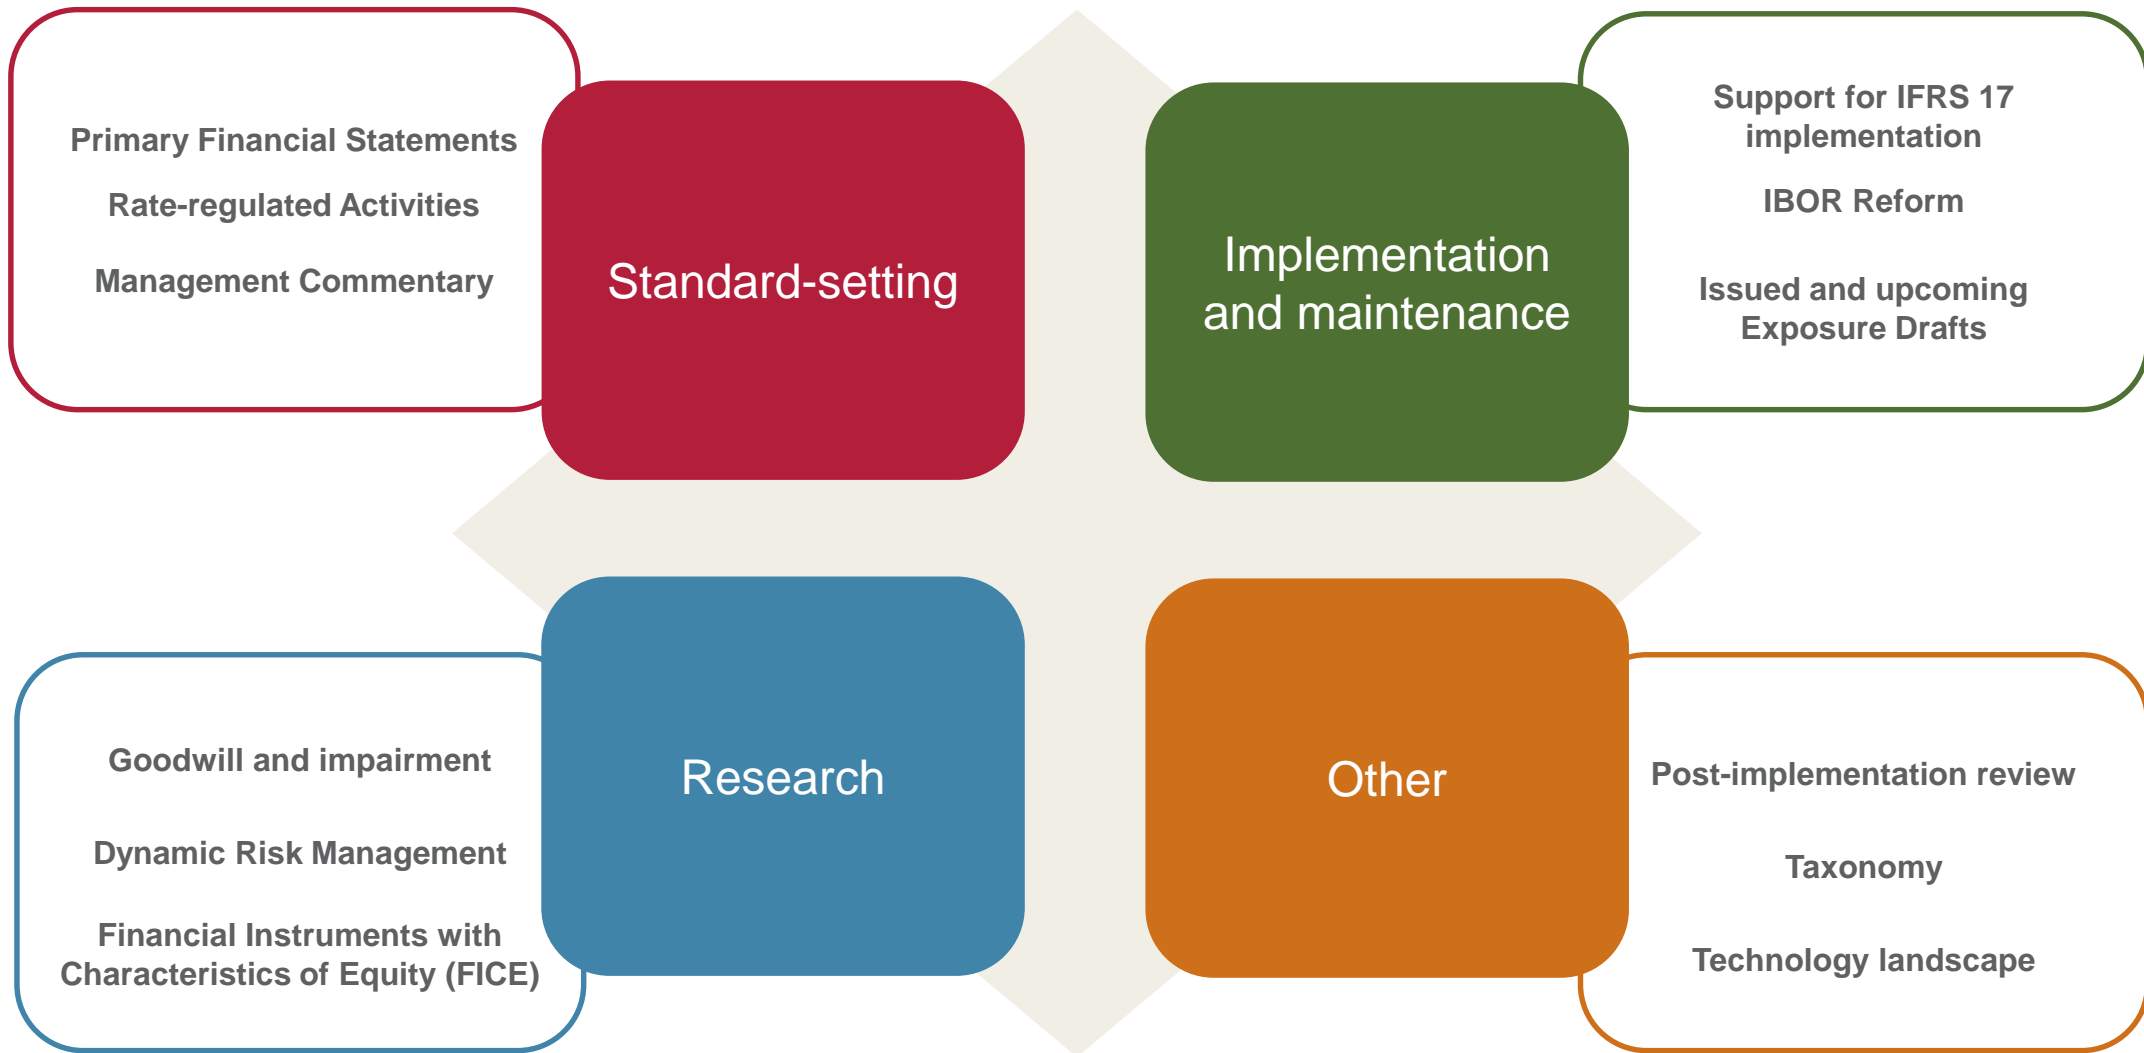 Primary Financial Statements
Rate-regulated Activities
Management Commentary
Standard-setting
Implementation
and maintenance
Support for IFRS 17
implementation
IBOR Reform
Issued and upcoming
Exposure Drafts
Goodwill and impairment
Dynamic Risk Management
Financial Instruments with
Characteristics of Equity (FICE)
Research
Other
Post-implementation review
Taxonomy
Technology landscape